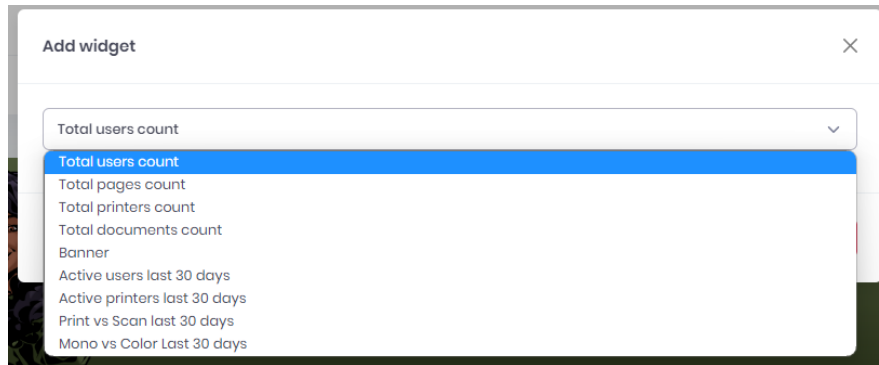 Add widget
Total users count
Total users count
Total pages count
Total printers count
Total documents count
Banner
Active users last 30 days
Active printers last 30 days
Print vs Scan last 30 days
Mono vs Color Last 30 days